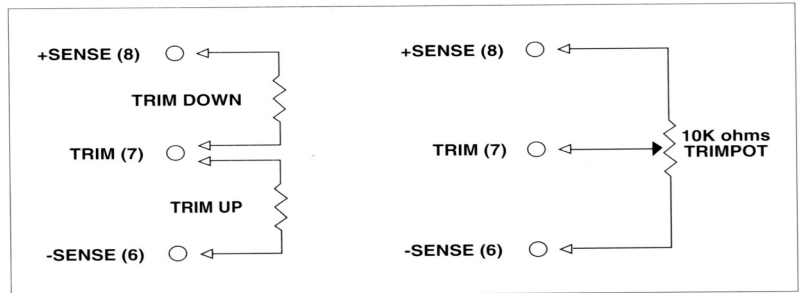 +SENSE (8)
TRIM DOWN
TRIM (7)
TRIM UP
-SENSE (6)
+SENSE (8)
TRIM (7)
10K ohms
TRIMPOT
-SENSE (6)